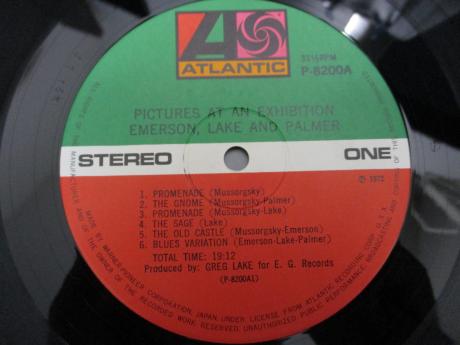 ATLANTIC
33⅓RPM
P-8200A
PICTURES AT AN EXHIBITION
EMERSON, LAKE AND PALMER
STEREO
ONE
Ⓟ 1972
1. PROMENADE (Mussorgsky)
2. THE GNOME (Mussorgsky-Palmer)
3. PROMENADE (Mussorgsky-Lake)
4. THE SAGE (Lake)
5. THE OLD CASTLE (Mussorgsky-Emerson)
6. BLUES VARIATION (Emerson-Lake-Palmer)
TOTAL TIME: 19:12
Produced by: GREG LAKE for E. G. Records
(P-8200A1)
MADE BY WARNER-PIONEER CORPORATION, JAPAN, UNDER LICENSE FROM ATLANTIC RECORDING CORP., U.S.A.
ALL RIGHTS OF THE MANUFACTURER AND OF THE OWNER OF THE RECORDED WORK RESERVED. UNAUTHORIZED PUBLIC PERFORMANCE, BROADCASTING AND COPYING OF THE